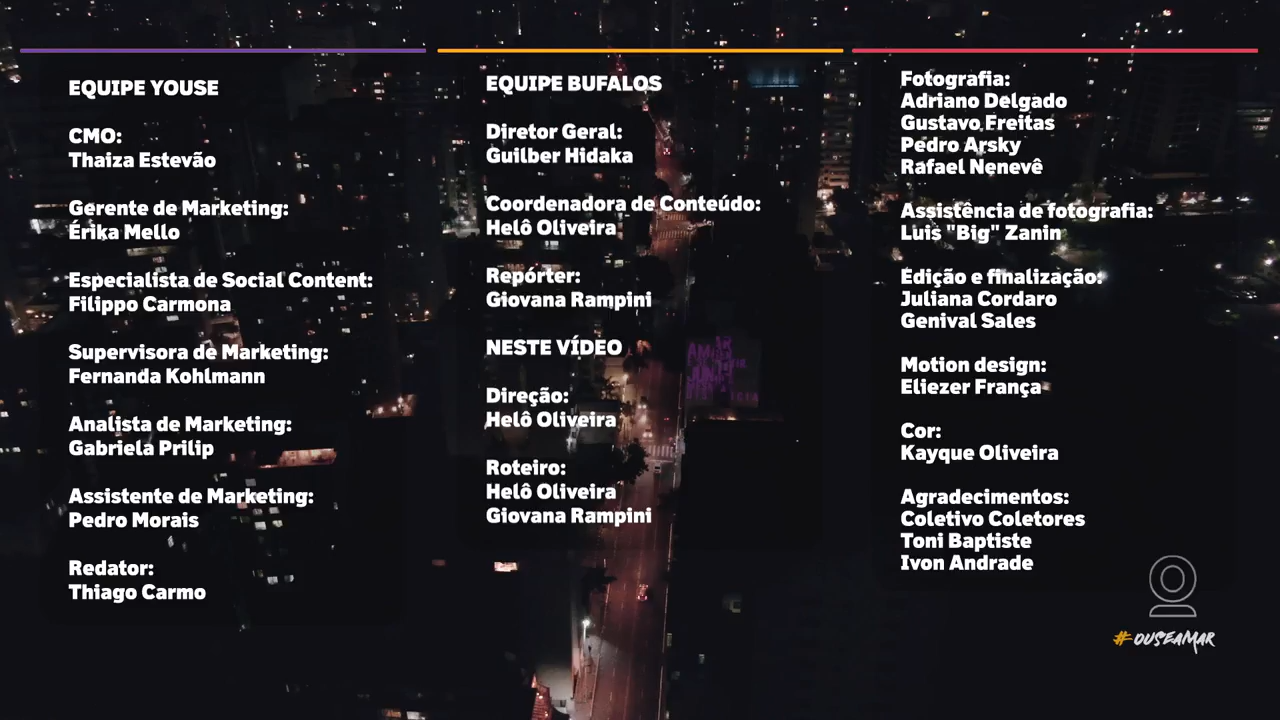 EQUIPE YOUSE
CMO:
Thaiza Estevão
Gerente de Marketing:
Érika Mello
Especialista de Social Content:
Filippo Carmona
Supervisora de Marketing:
Fernanda Kohlmann
Analista de Marketing:
Gabriela Prilip
Assistente de Marketing:
Pedro Morais
Redator:
Thiago Carmo
EQUIPE BUFALOS
Diretor Geral:
Guilber Hidaka
Coordenadora de Conteúdo:
Helô Oliveira
Repórter:
Giovana Rampini
NESTE VÍDEO
Direção:
Helô Oliveira
Roteiro:
Helô Oliveira
Giovana Rampini
Fotografia:
Adriano Delgado
Gustavo Freitas
Pedro Arsky
Rafael Nenevê
Assistência de fotografia:
Luis "Big" Zanin
Edição e finalização:
Juliana Cordaro
Genival Sales
Motion design:
Eliezer França
Cor:
Kayque Oliveira
Agradecimentos:
Coletivo Coletores
Toni Baptiste
Ivon Andrade
#OUSEAMAR